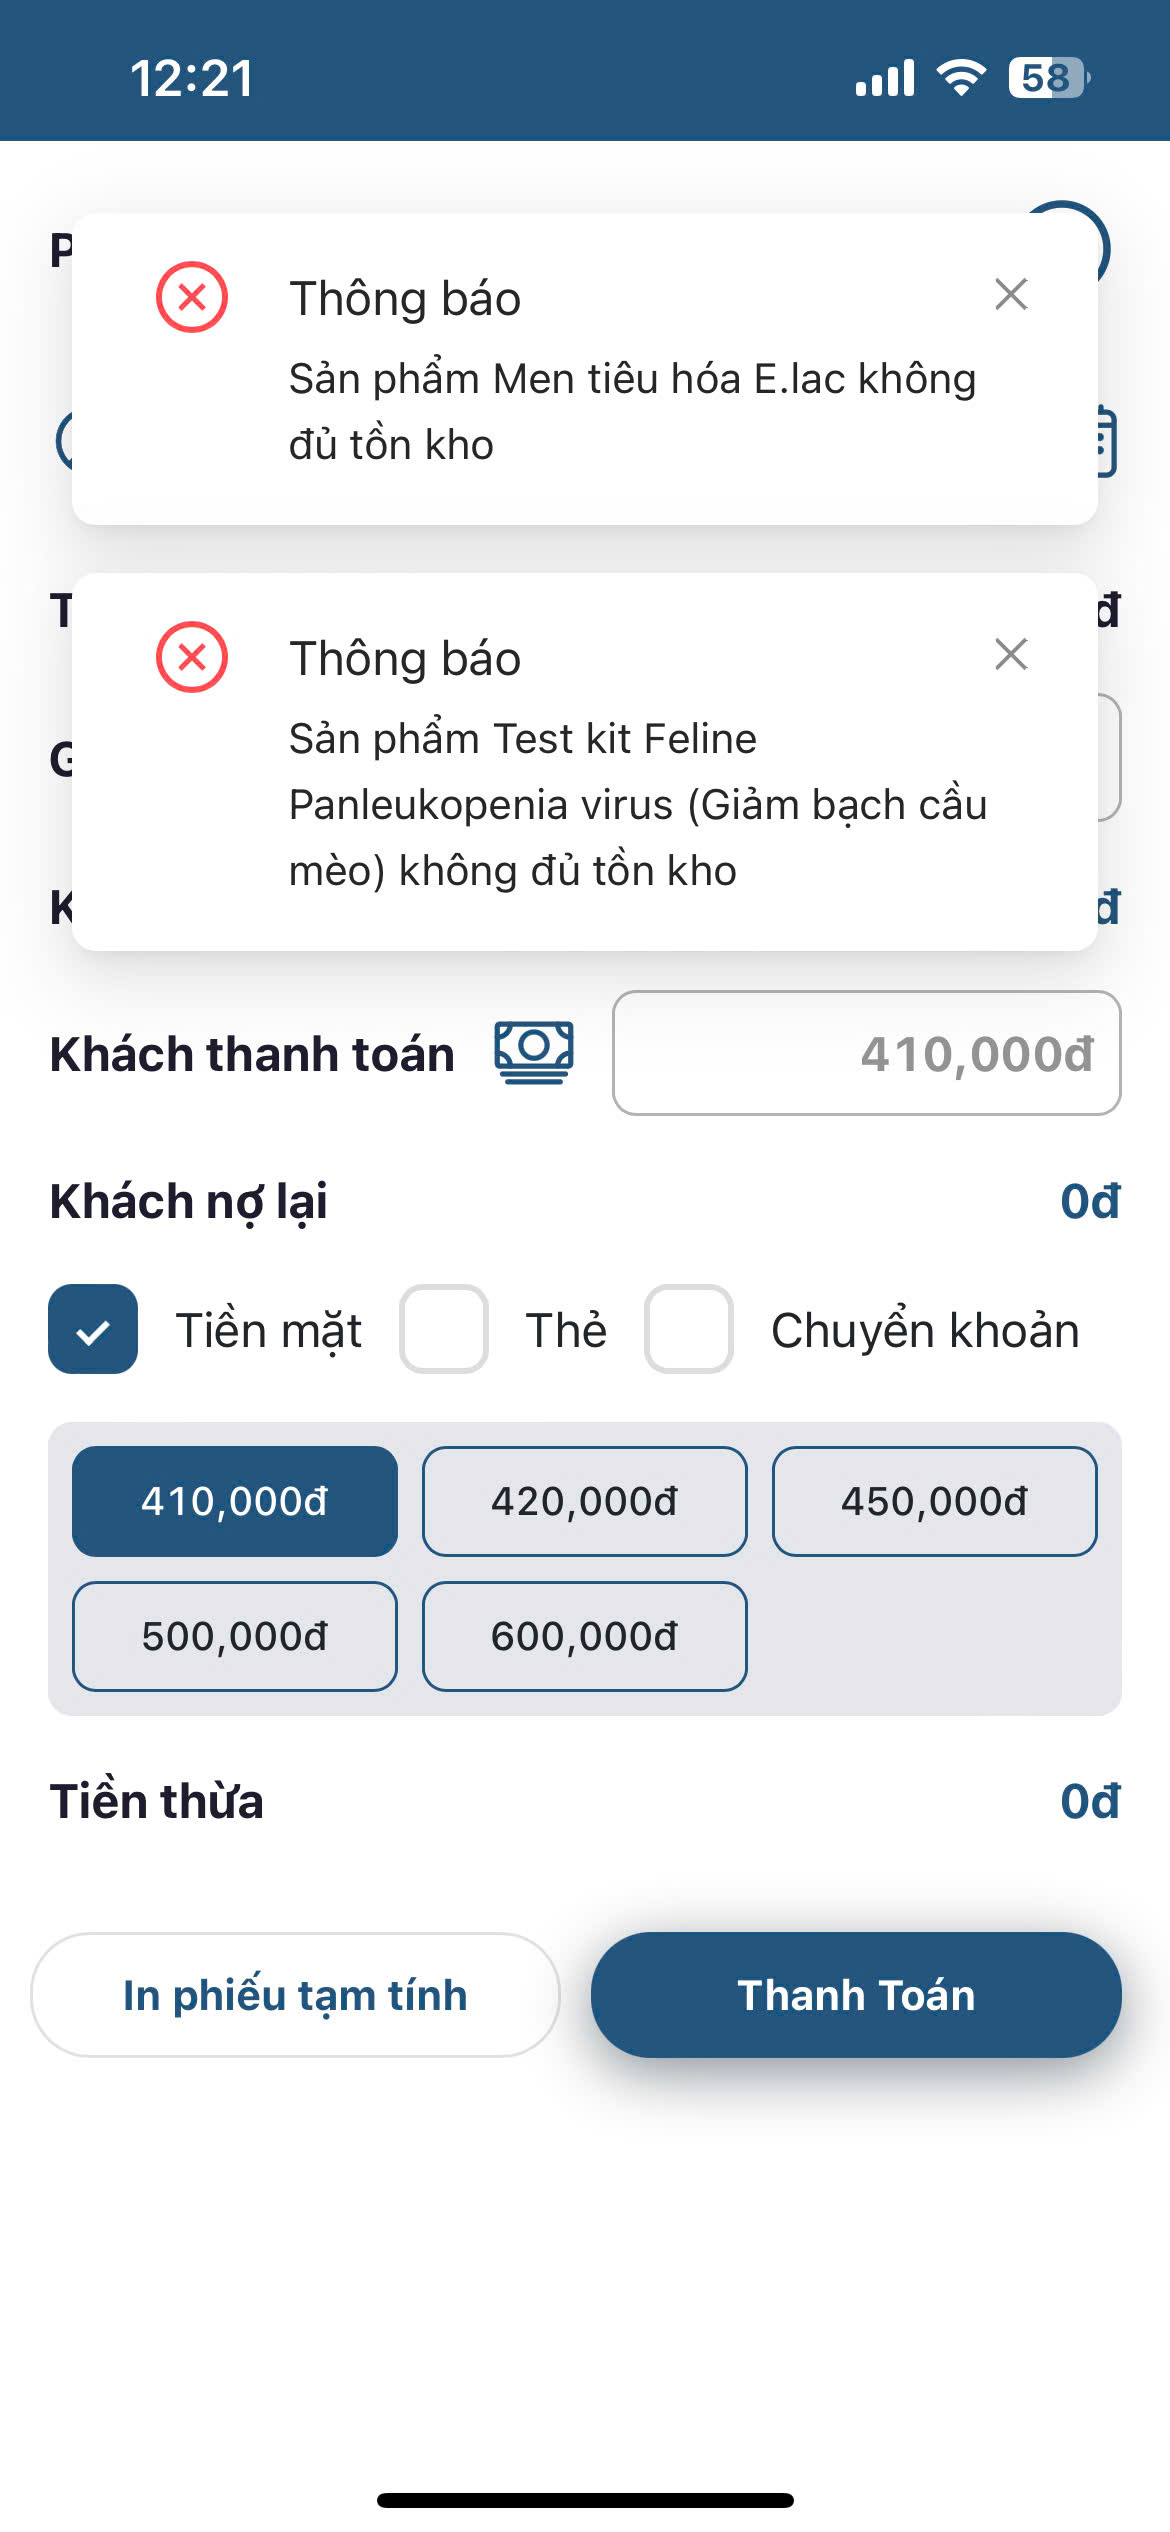 12:21
58
Thông báo
Sản phẩm Men tiêu hóa E.lac không
đủ tồn kho
đ
Thông báo
Sản phẩm Test kit Feline
Panleukopenia virus (Giảm bạch cầu
mèo) không đủ tồn kho
đ
Khách thanh toán 410,000đ
Khách nợ lại 0đ
Tiền mặt Thẻ Chuyển khoản
410,000đ 420,000đ 450,000đ
500,000đ 600,000đ
Tiền thừa 0đ
In phiếu tạm tính Thanh Toán